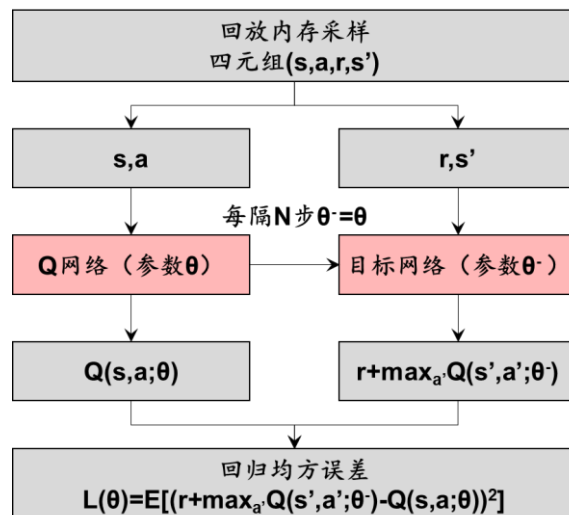 回放内存采样
四元组(s,a,r,s’)
s,a
r,s’
每隔N步θ⁻=θ
Q网络（参数θ）
目标网络（参数θ⁻）
Q(s,a;θ)
r+maxₐ’Q(s’,a’;θ⁻)
回归均方误差
L(θ)=E[(r+maxₐ’Q(s’,a’;θ⁻)-Q(s,a;θ))²]